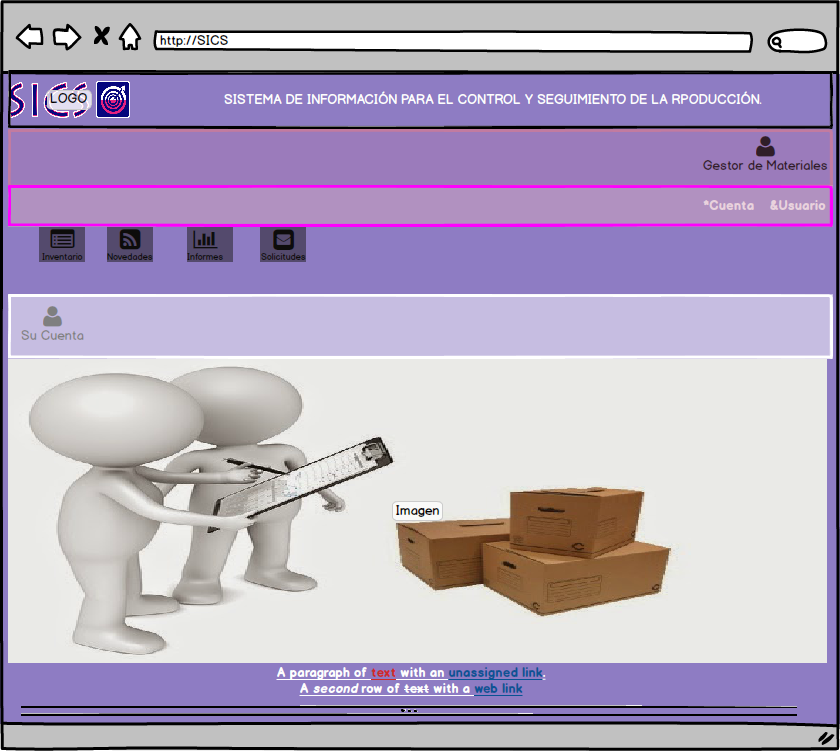 http://SICS
SICS LOGO
SISTEMA DE INFORMACIÓN PARA EL CONTROL Y SEGUIMIENTO DE LA RPODUCCIÓN.
Gestor de Materiales
*Cuenta &Usuario
Inventario Novedades Informes Solicitudes
Su Cuenta
Imagen
A paragraph of text with an unassigned link.
A second row of text with a web link